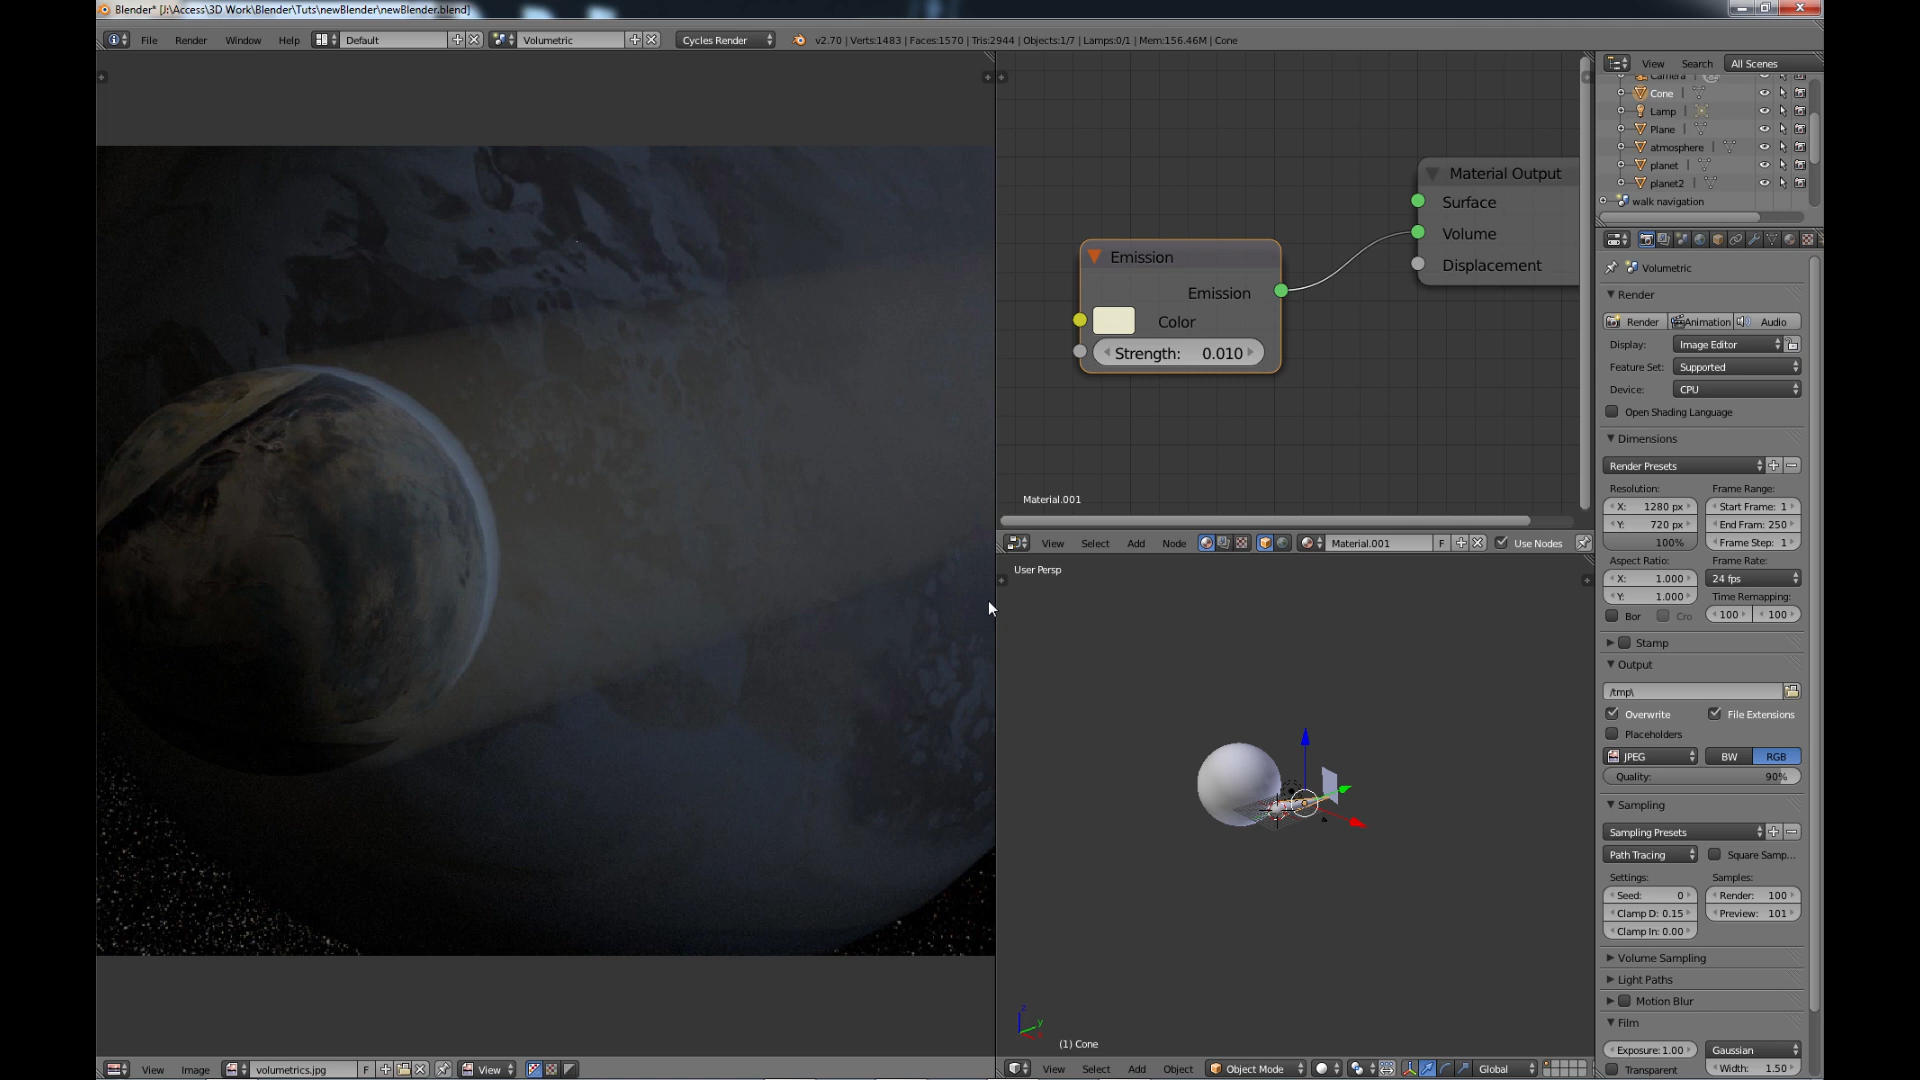 Blender* [J:\Access\3D Work\Blender\Tuts\newBlender\newBlender.blend]
File Render Window Help Default Volumetric Cycles Render v2.70 | Verts:1483 | Faces:1570 | Tris:2944 | Objects:1/7 | Lamps:0/1 | Mem:156.46M | Cone
View Search All Scenes
Camera
Cone
Lamp
Plane
atmosphere
planet
planet2
walk navigation
Material Output
Surface
Volume
Displacement
Emission
Emission
Color
Strength: 0.010
Material.001
View Select Add Node Material.001 F Use Nodes
User Persp
(1) Cone
View Select Add Object Object Mode Global
View Image volumetrics.jpg F View
Volumetric
Render
Render Animation Audio
Display: Image Editor
Feature Set: Supported
Device: CPU
Open Shading Language
Dimensions
Render Presets
Resolution: Frame Range:
X: 1280 px Start Frame: 1
Y: 720 px End Fram: 250
100% Frame Step: 1
Aspect Ratio: Frame Rate:
X: 1.000 24 fps
Y: 1.000 Time Remapping:
Bor Cro 100 100
Stamp
Output
/tmp\
Overwrite File Extensions
Placeholders
JPEG BW RGB
Quality: 90%
Sampling
Sampling Presets
Path Tracing Square Samp...
Settings: Samples:
Seed: 0 Render: 100
Clamp D: 0.15 Preview: 101
Clamp In: 0.00
Volume Sampling
Light Paths
Motion Blur
Film
Exposure: 1.00 Gaussian
Transparent Width: 1.50